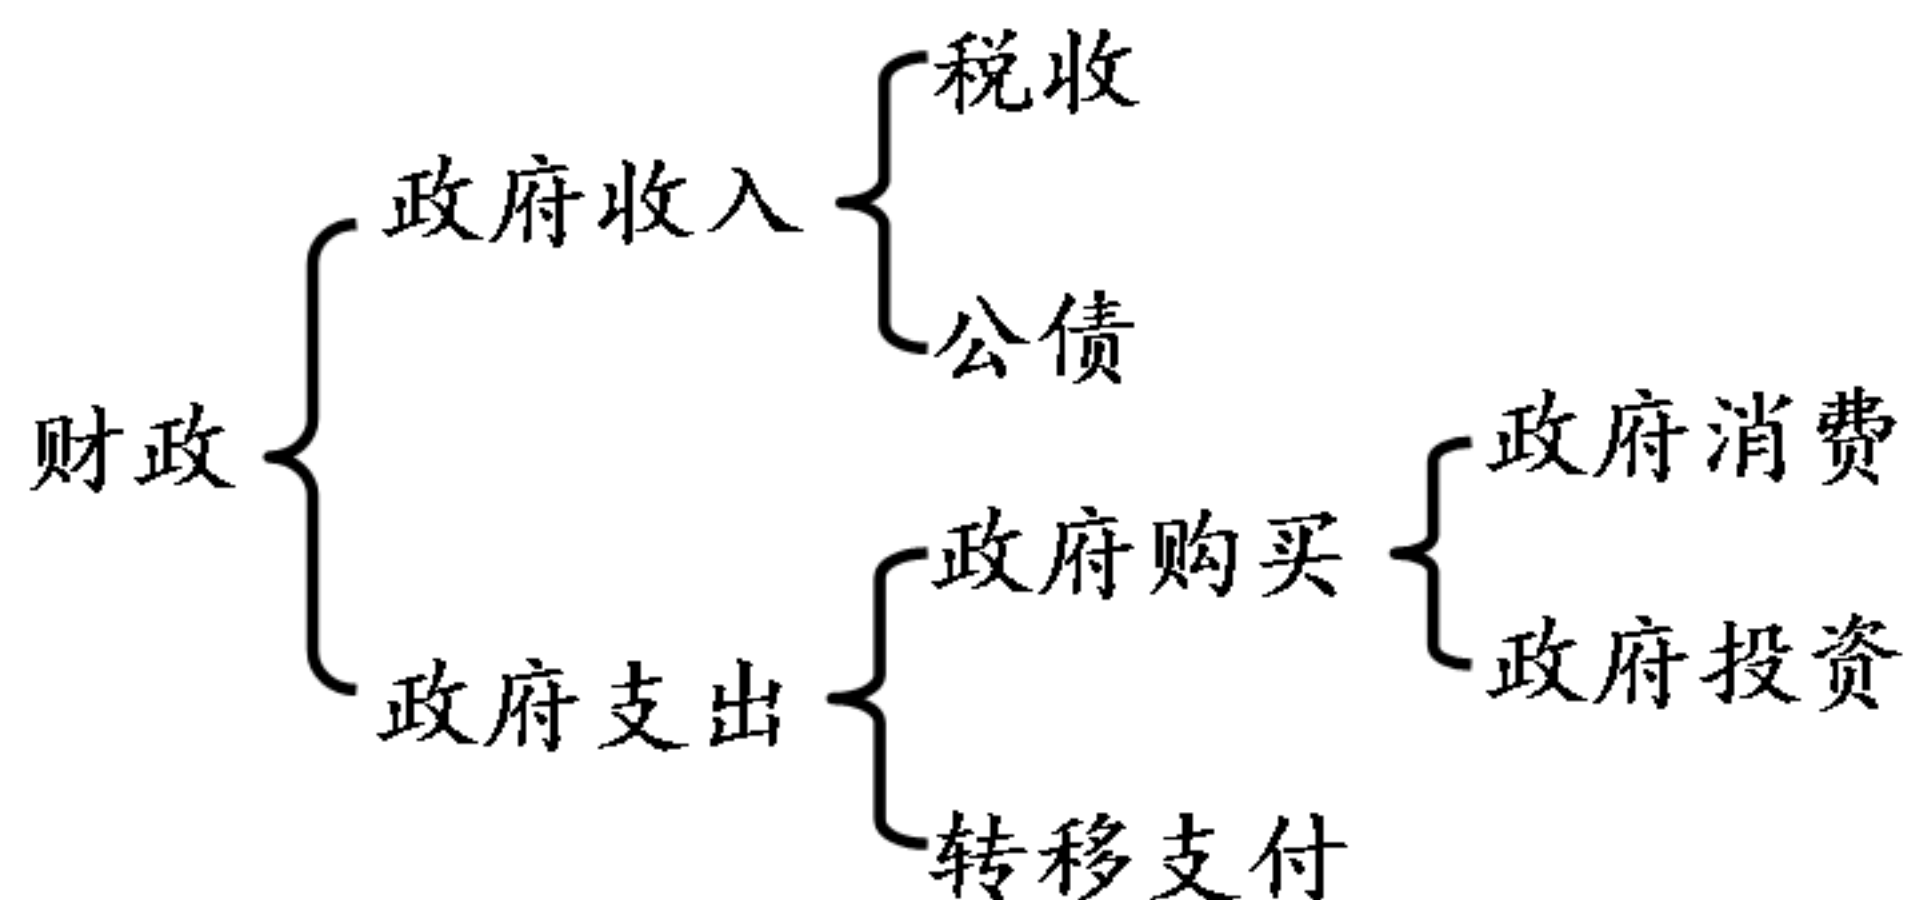 税收
政府收入
公债
财政
政府消费
政府购买
政府投资
政府支出
转移支付